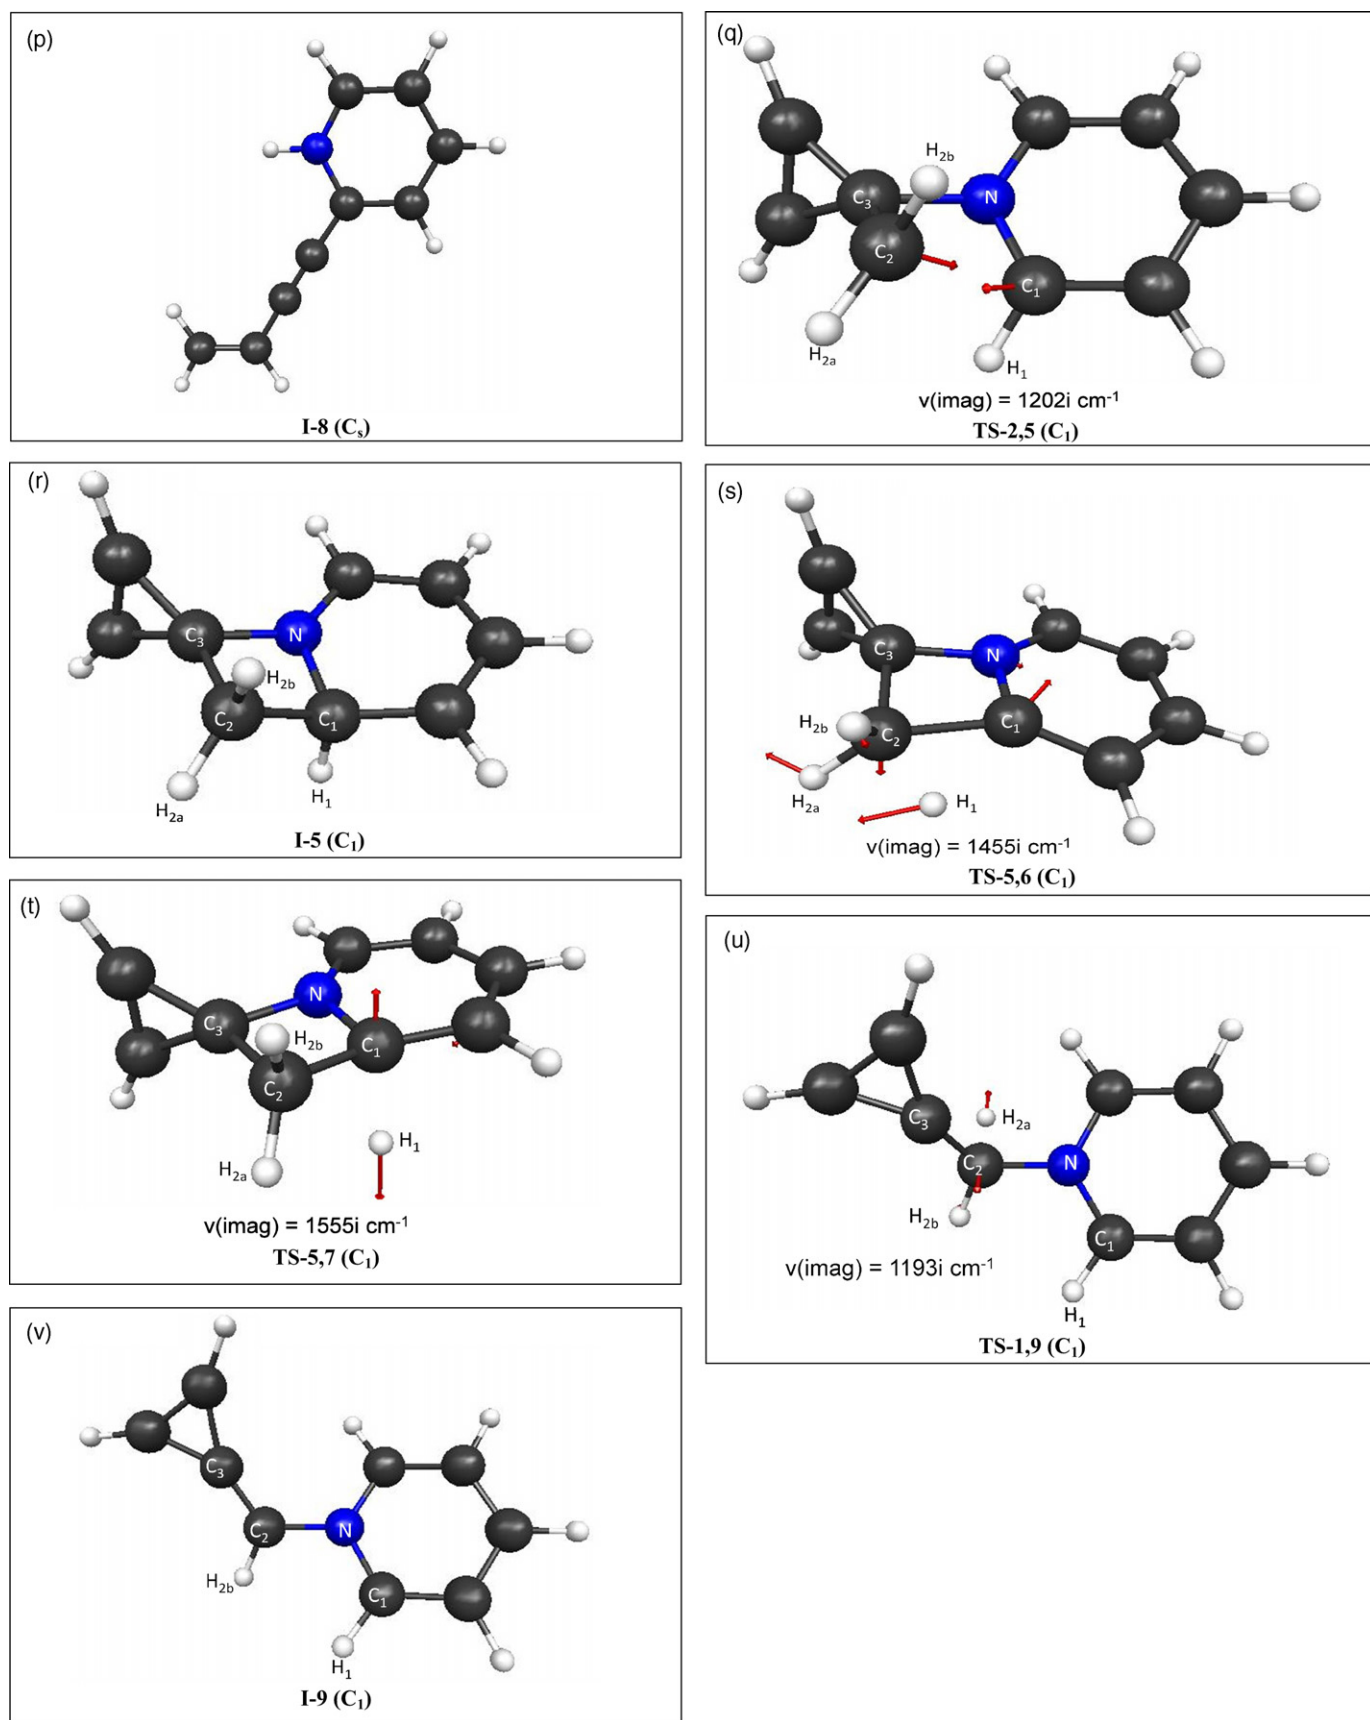 (p)
I-8 (Cs)
(q)
H2b
C3
N
C2
C1
H2a
H1
v(imag) = 1202i cm-1
TS-2,5 (C1)
(r)
C3
N
H2b
C2
C1
H2a
H1
I-5 (C1)
(s)
C3
N
H2b
C2
C1
H2a
H1
v(imag) = 1455i cm-1
TS-5,6 (C1)
(t)
N
C3
H2b
C1
C2
H2a
H1
v(imag) = 1555i cm-1
TS-5,7 (C1)
(u)
C3
H2a
C2
N
H2b
C1
v(imag) = 1193i cm-1
H1
TS-1,9 (C1)
(v)
C3
C2
N
H2b
C1
H1
I-9 (C1)